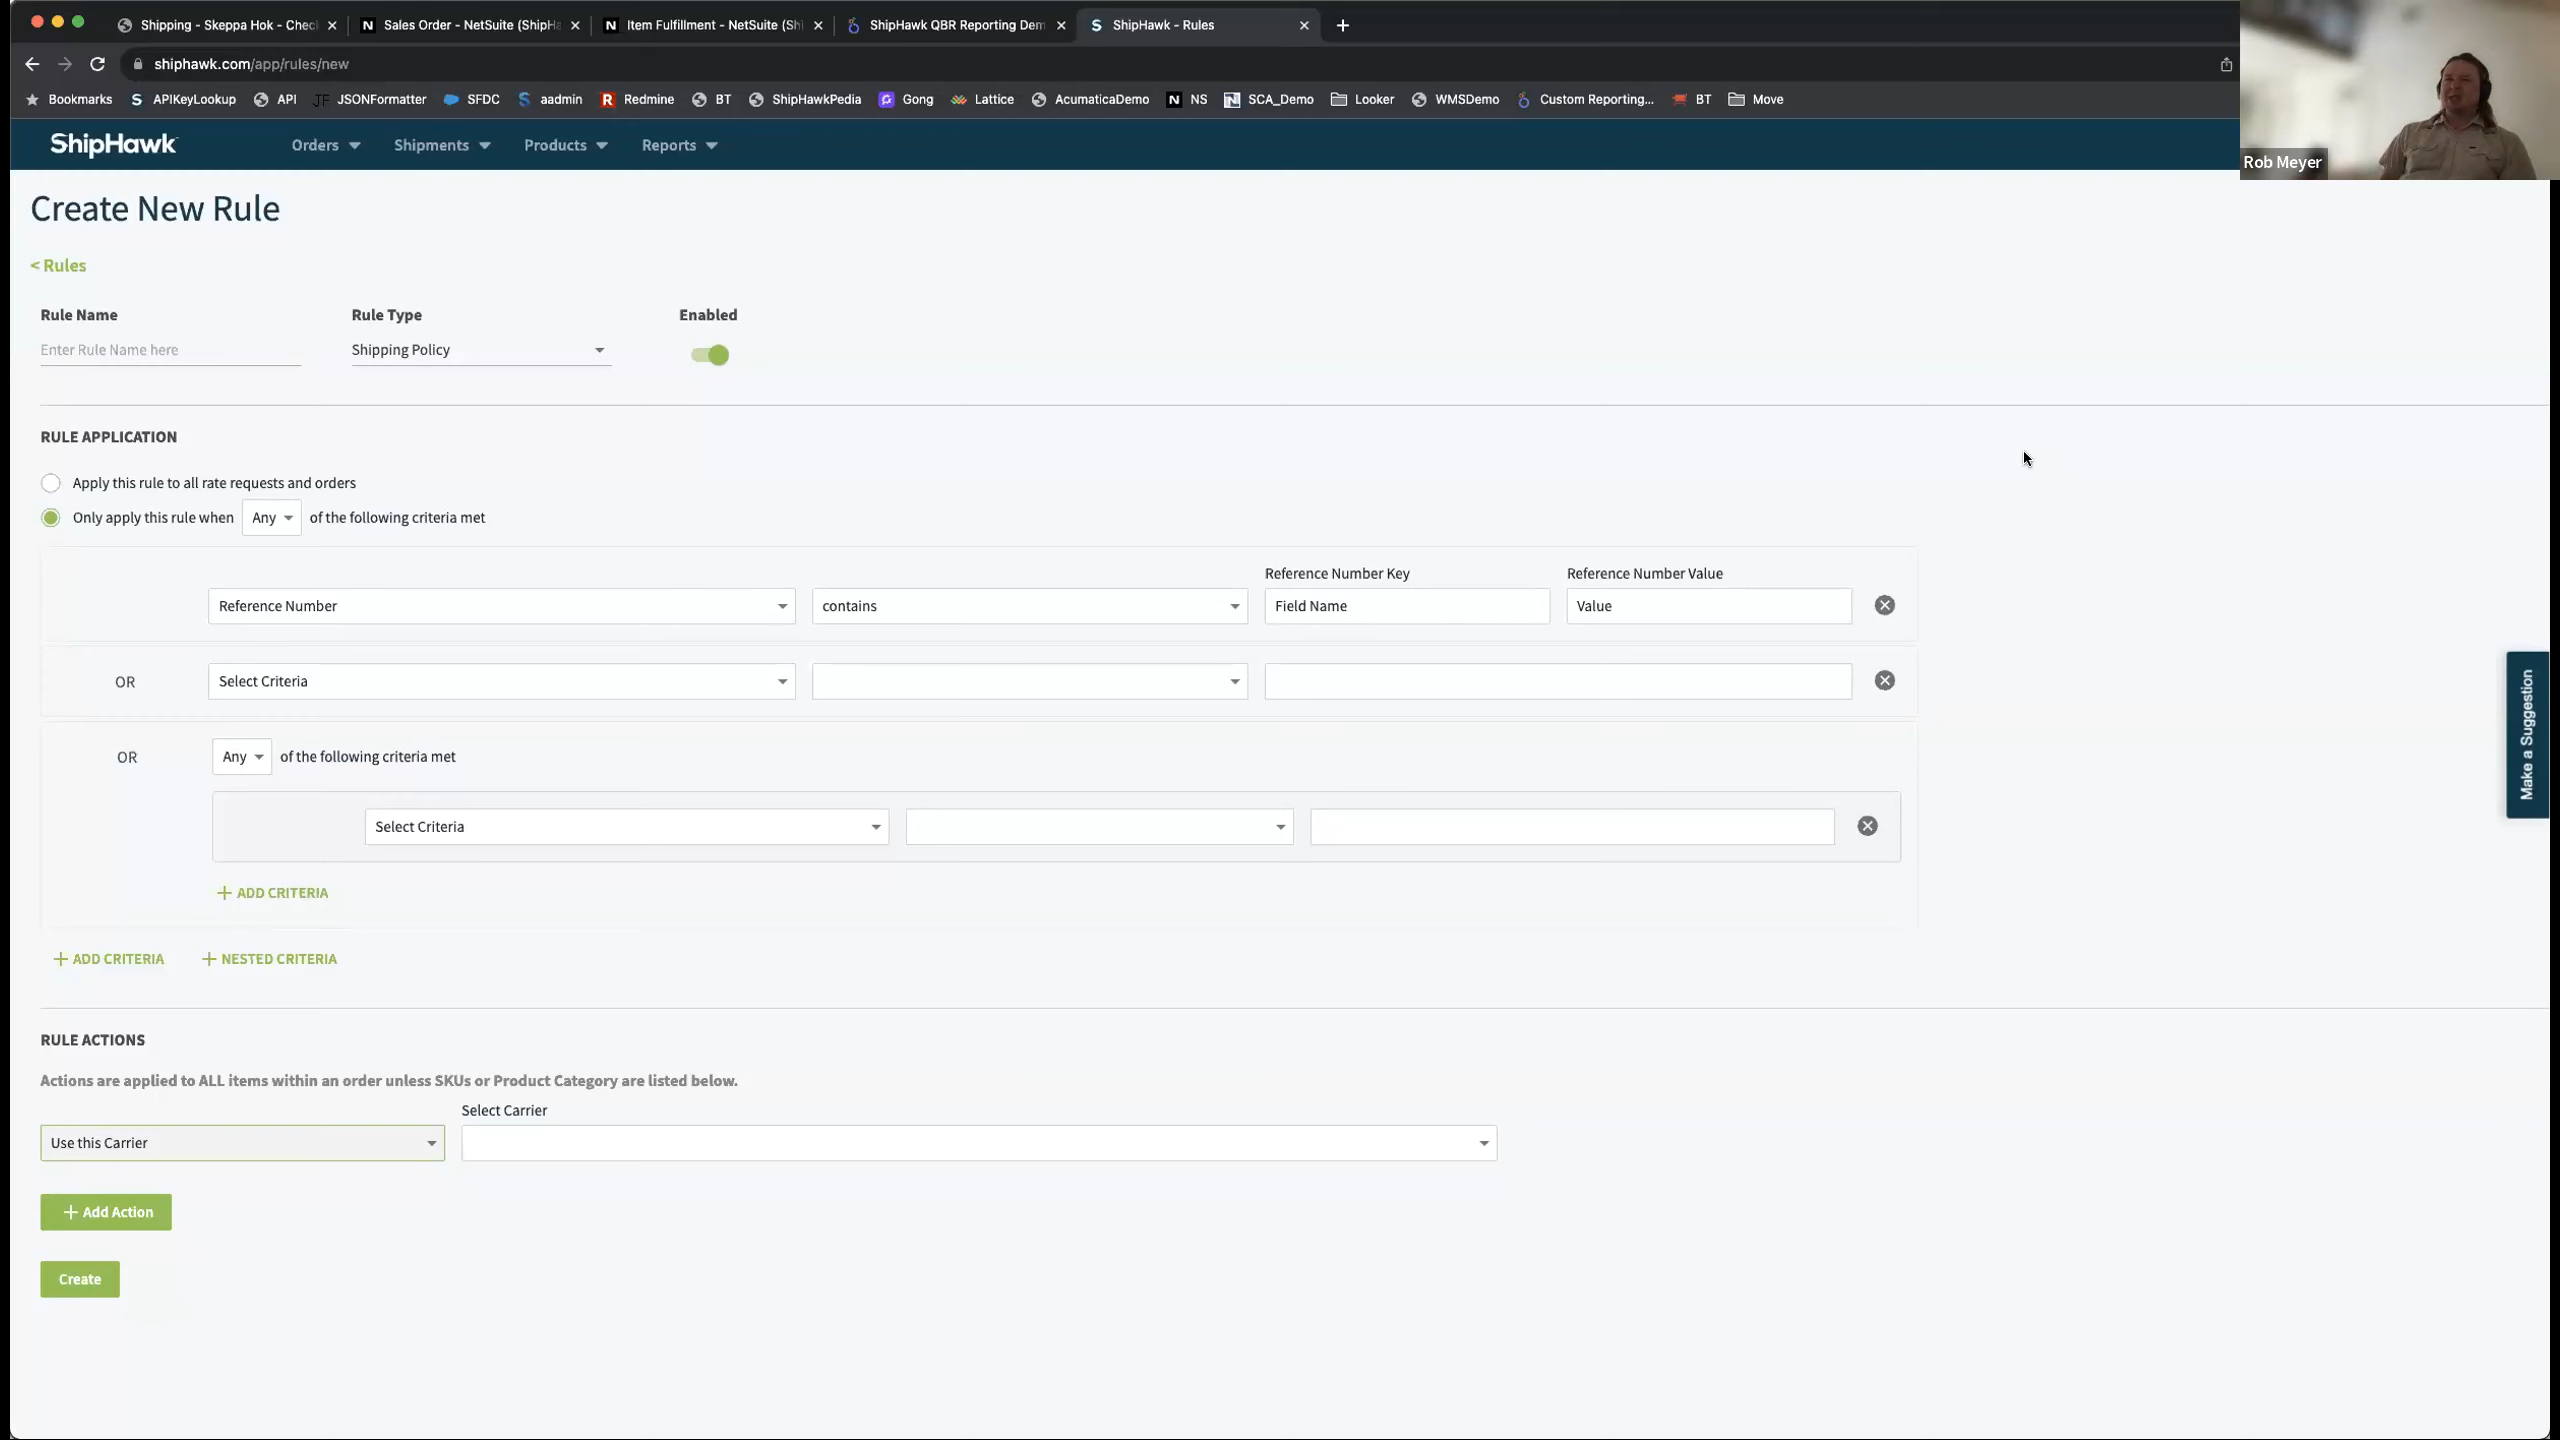 Shipping - Skeppa Hok - Chec
Sales Order - NetSuite (ShipHa
Item Fulfillment - NetSuite (Shi
ShipHawk QBR Reporting Dem
ShipHawk - Rules
shiphawk.com/app/rules/new
Bookmarks
APIKeyLookup
API
JSONFormatter
SFDC
aadmin
Redmine
BT
ShipHawkPedia
Gong
Lattice
AcumaticaDemo
NS
SCA_Demo
Looker
WMSDemo
Custom Reporting...
BT
Move
ShipHawk
Orders
Shipments
Products
Reports
Rob Meyer
Create New Rule
< Rules
Rule Name
Rule Type
Enabled
Enter Rule Name here
Shipping Policy
RULE APPLICATION
Apply this rule to all rate requests and orders
Only apply this rule when Any of the following criteria met
Reference Number Key
Reference Number Value
Reference Number
contains
Field Name
Value
OR
Select Criteria
OR
Any of the following criteria met
Select Criteria
+ ADD CRITERIA
+ ADD CRITERIA
+ NESTED CRITERIA
Make a Suggestion
RULE ACTIONS
Actions are applied to ALL items within an order unless SKUs or Product Category are listed below.
Select Carrier
Use this Carrier
+ Add Action
Create